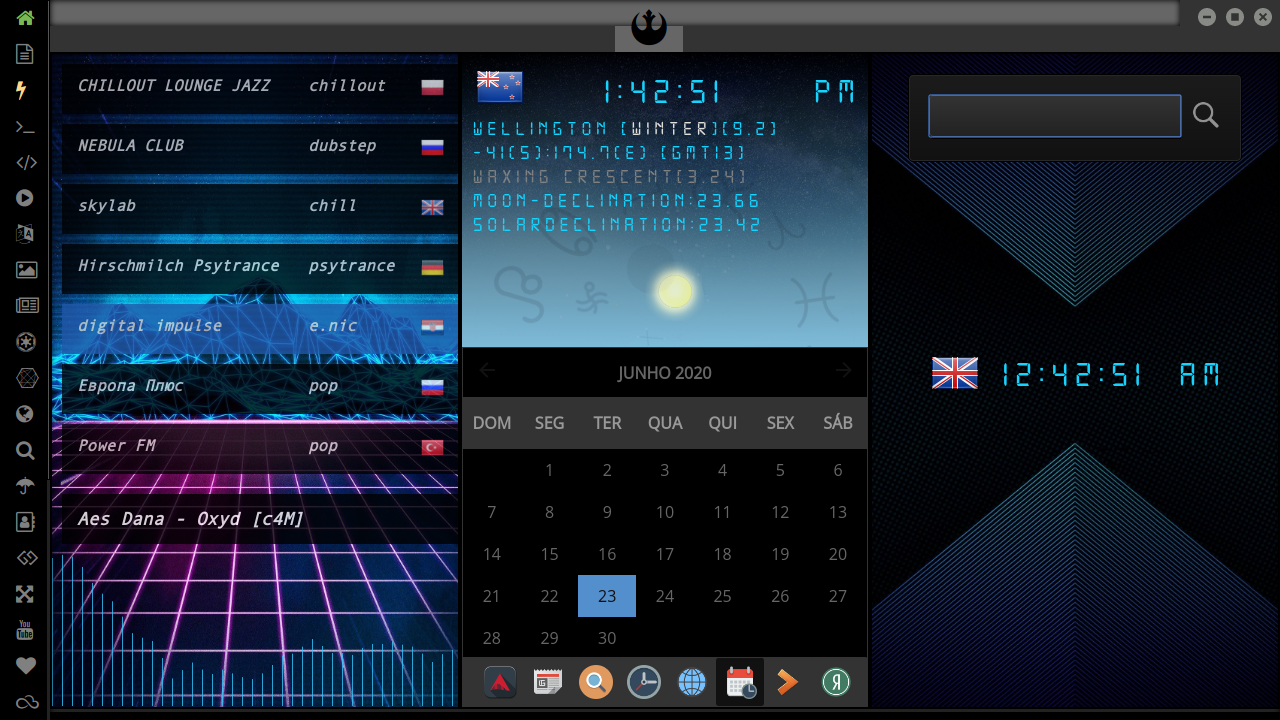 CHILLOUT LOUNGE JAZZ chillout
NEBULA CLUB dubstep
skylab chill
Hirschmilch Psytrance psytrance
digital impulse e.nic
Европа Плюс pop
Power FM pop
Aes Dana - Oxyd [c4M]
1:42:51 PM
WELLINGTON [WINTER][9.2]
-41(S):174.7(E) [GMT13]
WAXING CRESCENT[3.24]
MOON-DECLINATION:23.66
SOLARDECLINATION:23.42
JUNHO 2020
DOM SEG TER QUA QUI SEX SÁB
1 2 3 4 5 6
7 8 9 10 11 12 13
14 15 16 17 18 19 20
21 22 23 24 25 26 27
28 29 30
12:42:51 AM
You
Tube
Я